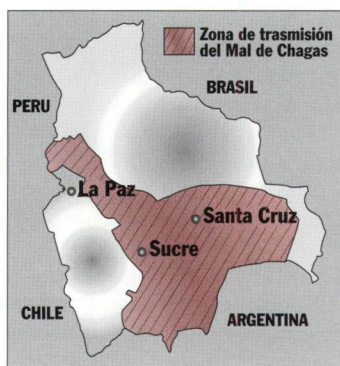 Zona de trasmisión
del Mal de Chagas
BRASIL
PERU
La Paz
Santa Cruz
Sucre
CHILE
ARGENTINA